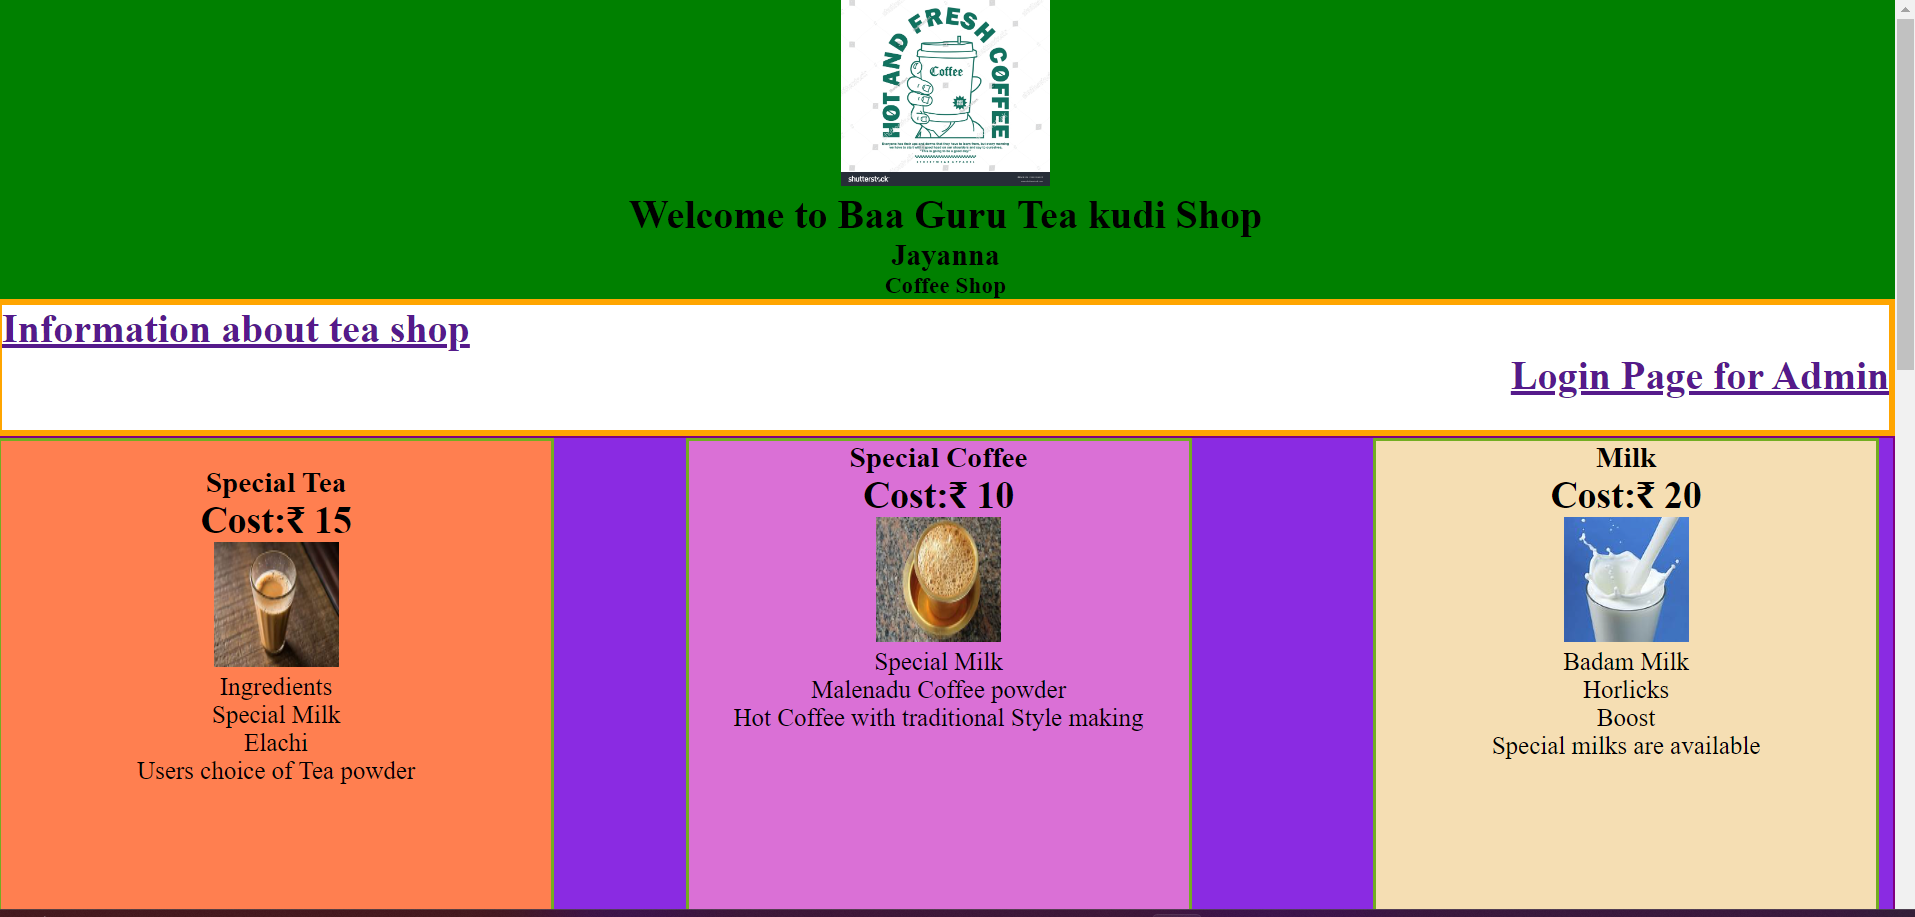 HOT AND FRESH COFFEE
Coffee
shutterstock
Welcome to Baa Guru Tea kudi Shop
Jayanna
Coffee Shop
Information about tea shop
Login Page for Admin
Special Tea
Cost:₹ 15
Ingredients
Special Milk
Elachi
Users choice of Tea powder
Special Coffee
Cost:₹ 10
Special Milk
Malenadu Coffee powder
Hot Coffee with traditional Style making
Milk
Cost:₹ 20
Badam Milk
Horlicks
Boost
Special milks are available